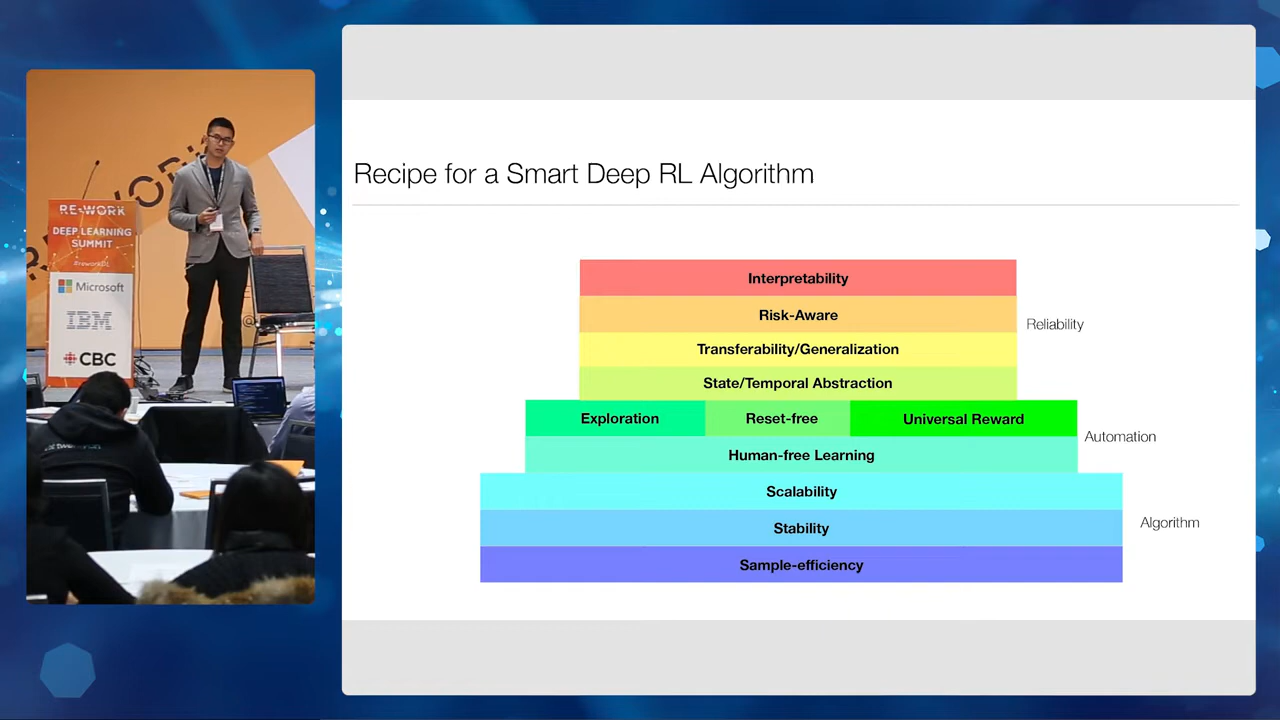 RE-WORK
DEEP LEARNING
SUMMIT
#reworkDL
Microsoft
IBM
CBC
Recipe for a Smart Deep RL Algorithm
Interpretability
Risk-Aware
Reliability
Transferability/Generalization
State/Temporal Abstraction
Exploration
Reset-free
Universal Reward
Automation
Human-free Learning
Scalability
Stability
Algorithm
Sample-efficiency